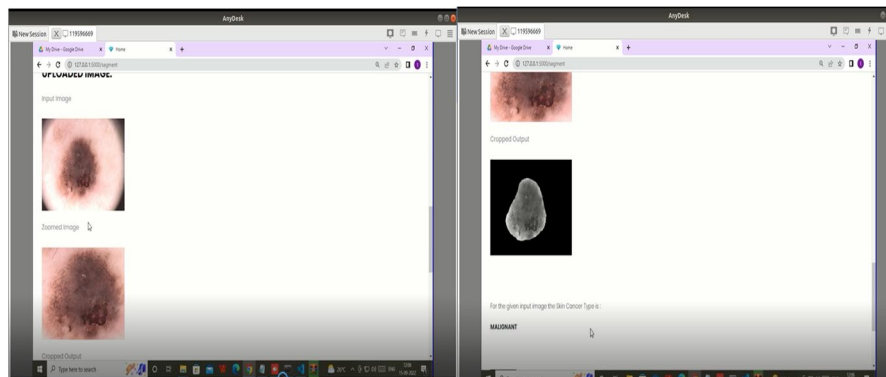 AnyDesk
New Session
119596669
My Drive - Google Drive
Home
127.0.0.1:5000/segment
UPLOADED IMAGE:
Input Image
Zoomed Image
Cropped Output
Type here to search
26°C
ENG
AnyDesk
New Session
119596669
My Drive - Google Drive
Home
127.0.0.1:5000/segment
Cropped Output
For the given input image the Skin Cancer Type is :
MALIGNANT